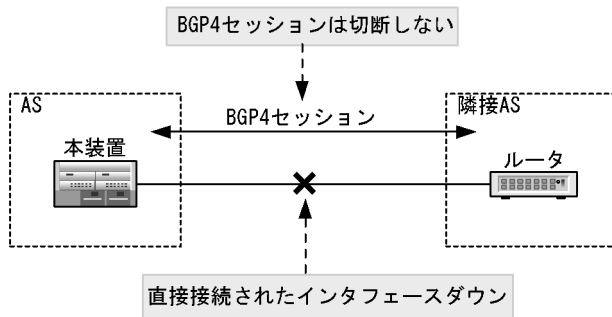 BGP4セッションは切断しない
AS
隣接AS
BGP4セッション
本装置
ルータ
直接接続されたインタフェースダウン